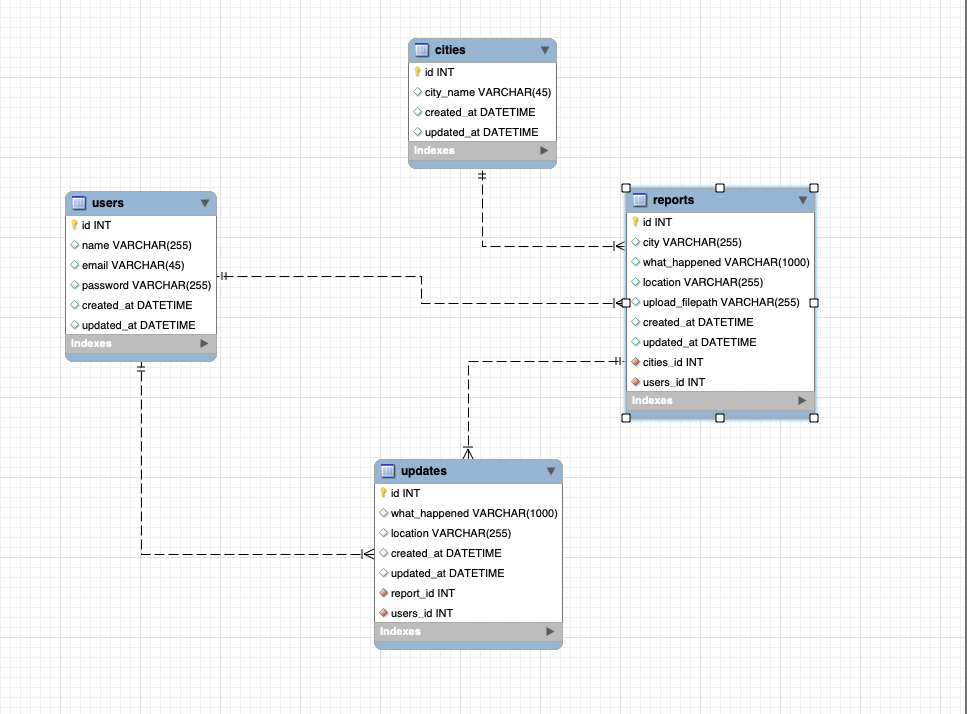 cities
id INT
city_name VARCHAR(45)
created_at DATETIME
updated_at DATETIME
Indexes
users
id INT
name VARCHAR(255)
email VARCHAR(45)
password VARCHAR(255)
created_at DATETIME
updated_at DATETIME
Indexes
reports
id INT
city VARCHAR(255)
what_happened VARCHAR(1000)
location VARCHAR(255)
upload_filepath VARCHAR(255)
created_at DATETIME
updated_at DATETIME
cities_id INT
users_id INT
Indexes
updates
id INT
what_happened VARCHAR(1000)
location VARCHAR(255)
created_at DATETIME
updated_at DATETIME
report_id INT
users_id INT
Indexes